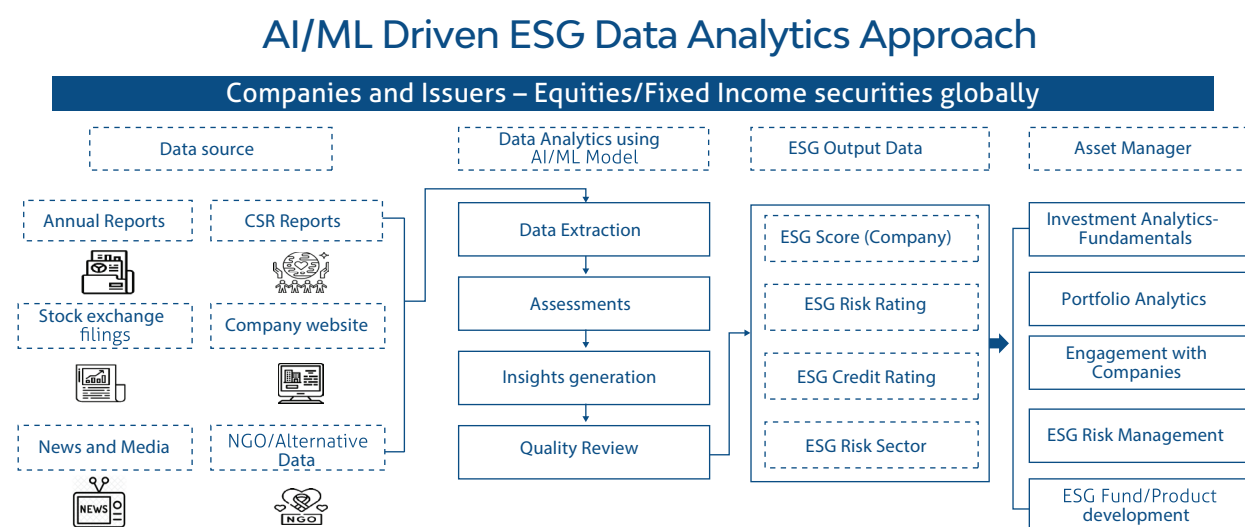 AI/ML Driven ESG Data Analytics Approach
Companies and Issuers – Equities/Fixed Income securities globally
Data source
Data Analytics using
AI/ML Model
ESG Output Data
Asset Manager
Annual Reports
CSR Reports
Stock exchange
filings
Company website
News and Media
NGO/Alternative
Data
NEWS
NGO
Data Extraction
Assessments
Insights generation
Quality Review
ESG Score (Company)
ESG Risk Rating
ESG Credit Rating
ESG Risk Sector
Investment Analytics-
Fundamentals
Portfolio Analytics
Engagement with
Companies
ESG Risk Management
ESG Fund/Product
development